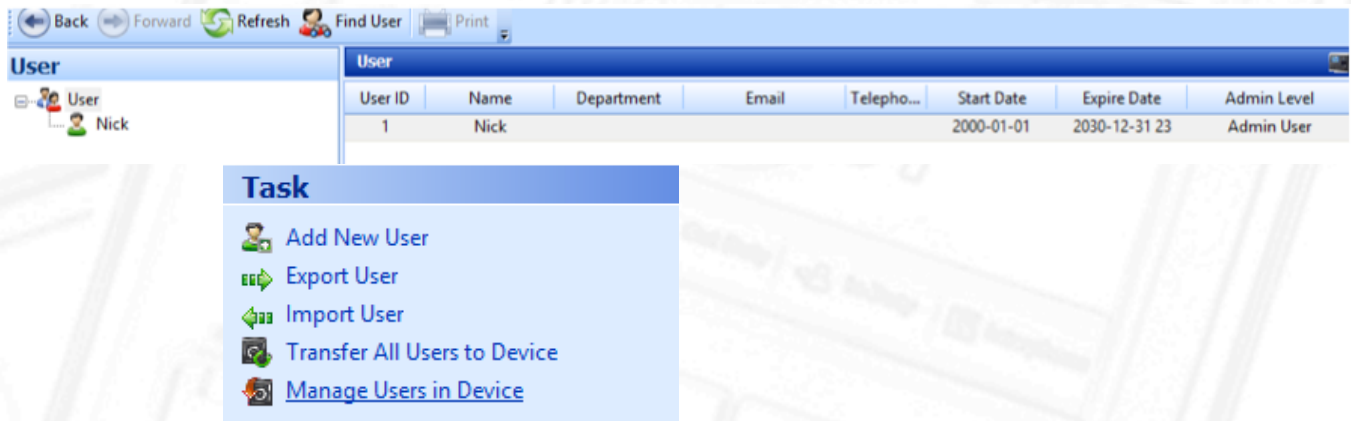 Back Forward Refresh Find User Print
User
User
Nick
User
User ID Name Department Email Telepho... Start Date Expire Date Admin Level
1 Nick 2000-01-01 2030-12-31 23 Admin User
Task
Add New User
Export User
Import User
Transfer All Users to Device
Manage Users in Device